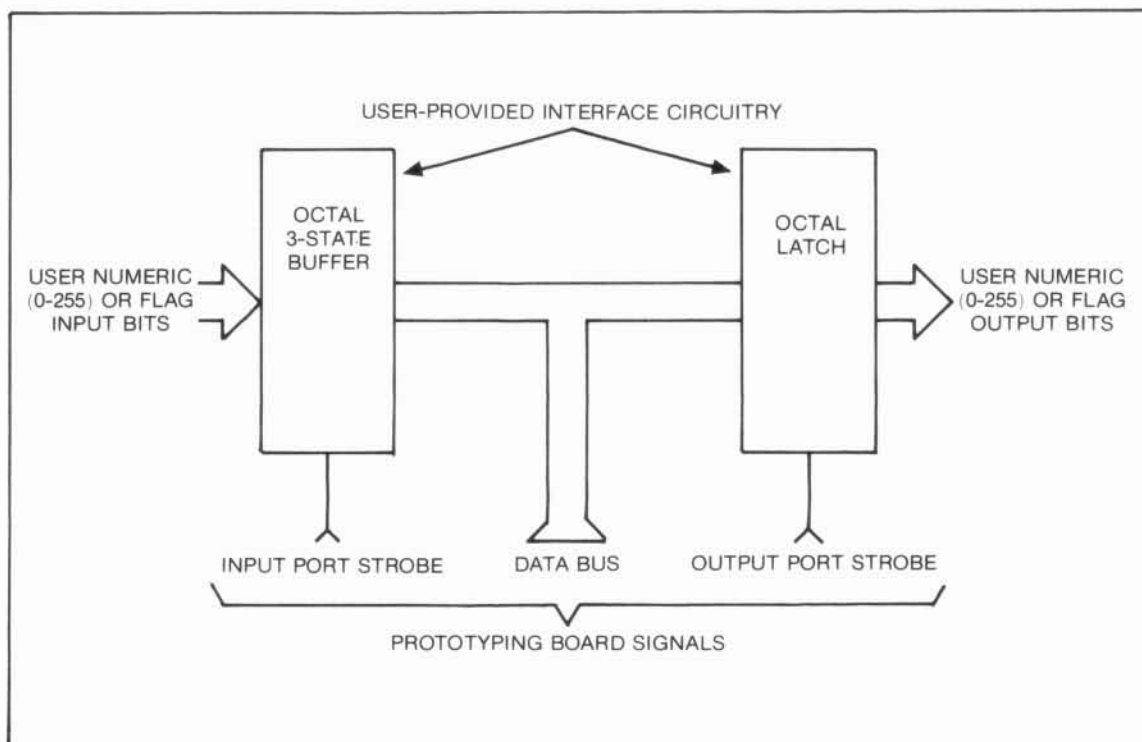 USER-PROVIDED INTERFACE CIRCUITRY
OCTAL
3-STATE
BUFFER
OCTAL
LATCH
USER NUMERIC
(0-255) OR FLAG
INPUT BITS
USER NUMERIC
(0-255) OR FLAG
OUTPUT BITS
INPUT PORT STROBE
DATA BUS
OUTPUT PORT STROBE
PROTOTYPING BOARD SIGNALS